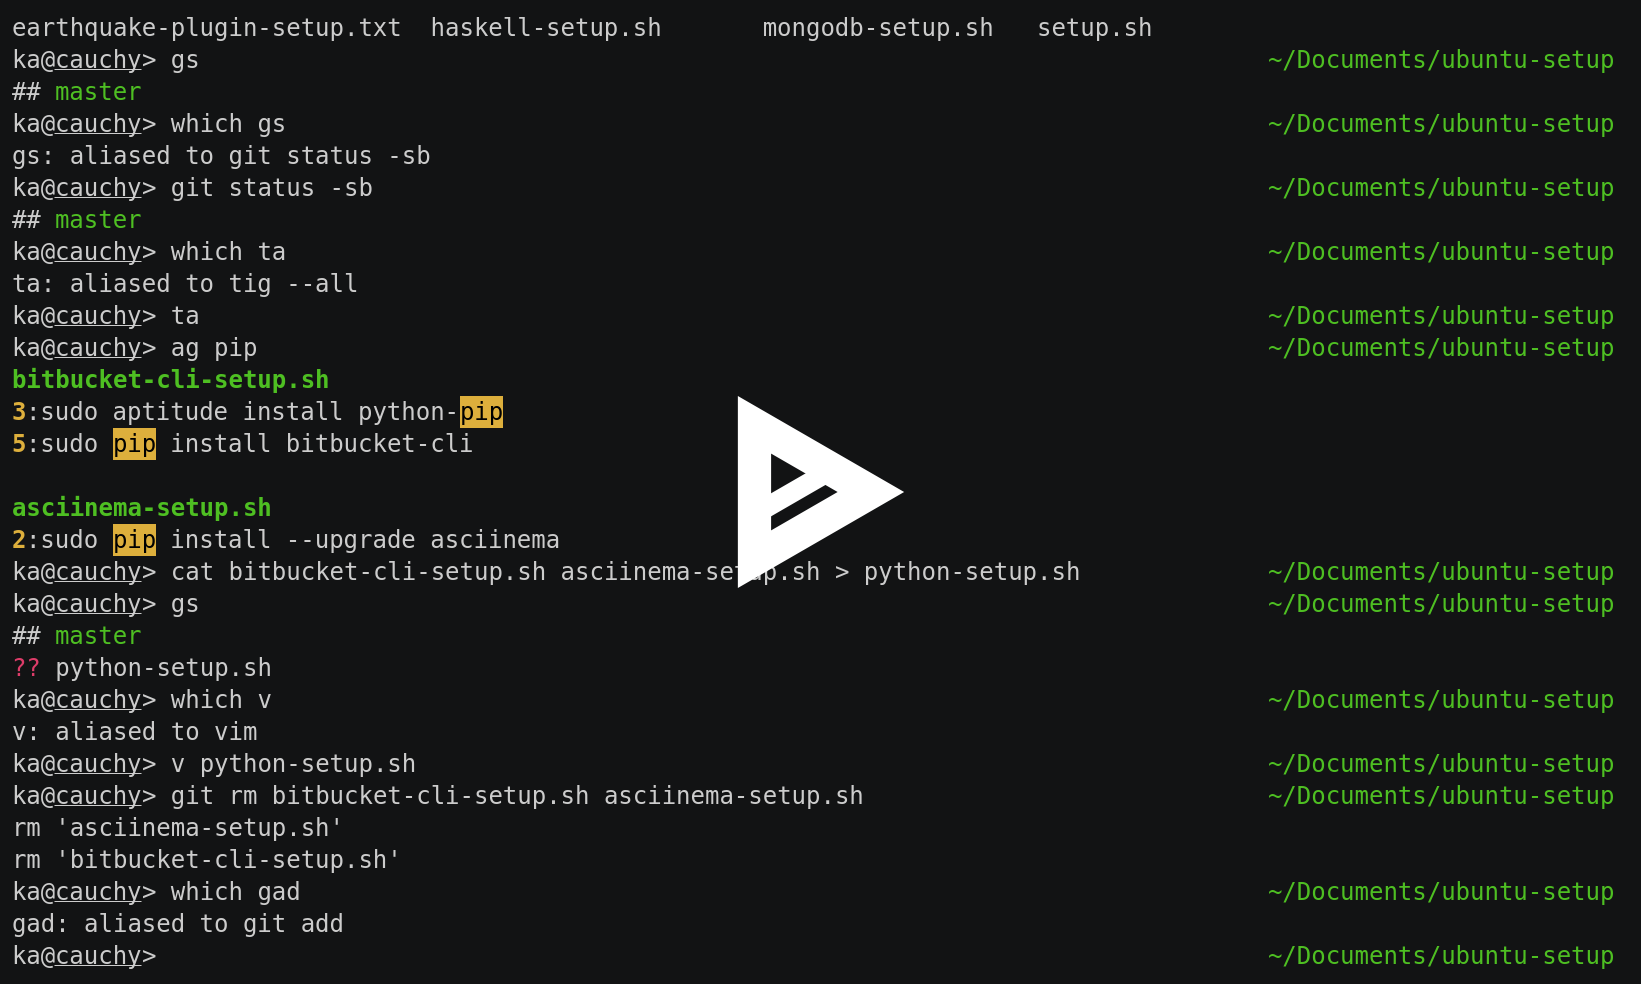 earthquake-plugin-setup.txt  haskell-setup.sh       mongodb-setup.sh   setup.sh
ka@cauchy> gs ~/Documents/ubuntu-setup
## master
ka@cauchy> which gs ~/Documents/ubuntu-setup
gs: aliased to git status -sb
ka@cauchy> git status -sb ~/Documents/ubuntu-setup
## master
ka@cauchy> which ta ~/Documents/ubuntu-setup
ta: aliased to tig --all
ka@cauchy> ta ~/Documents/ubuntu-setup
ka@cauchy> ag pip ~/Documents/ubuntu-setup
bitbucket-cli-setup.sh
3:sudo aptitude install python-pip
5:sudo pip install bitbucket-cli

asciinema-setup.sh
2:sudo pip install --upgrade asciinema
ka@cauchy> cat bitbucket-cli-setup.sh asciinema-setup.sh > python-setup.sh ~/Documents/ubuntu-setup
ka@cauchy> gs ~/Documents/ubuntu-setup
## master
?? python-setup.sh
ka@cauchy> which v ~/Documents/ubuntu-setup
v: aliased to vim
ka@cauchy> v python-setup.sh ~/Documents/ubuntu-setup
ka@cauchy> git rm bitbucket-cli-setup.sh asciinema-setup.sh ~/Documents/ubuntu-setup
rm 'asciinema-setup.sh'
rm 'bitbucket-cli-setup.sh'
ka@cauchy> which gad ~/Documents/ubuntu-setup
gad: aliased to git add
ka@cauchy> ~/Documents/ubuntu-setup